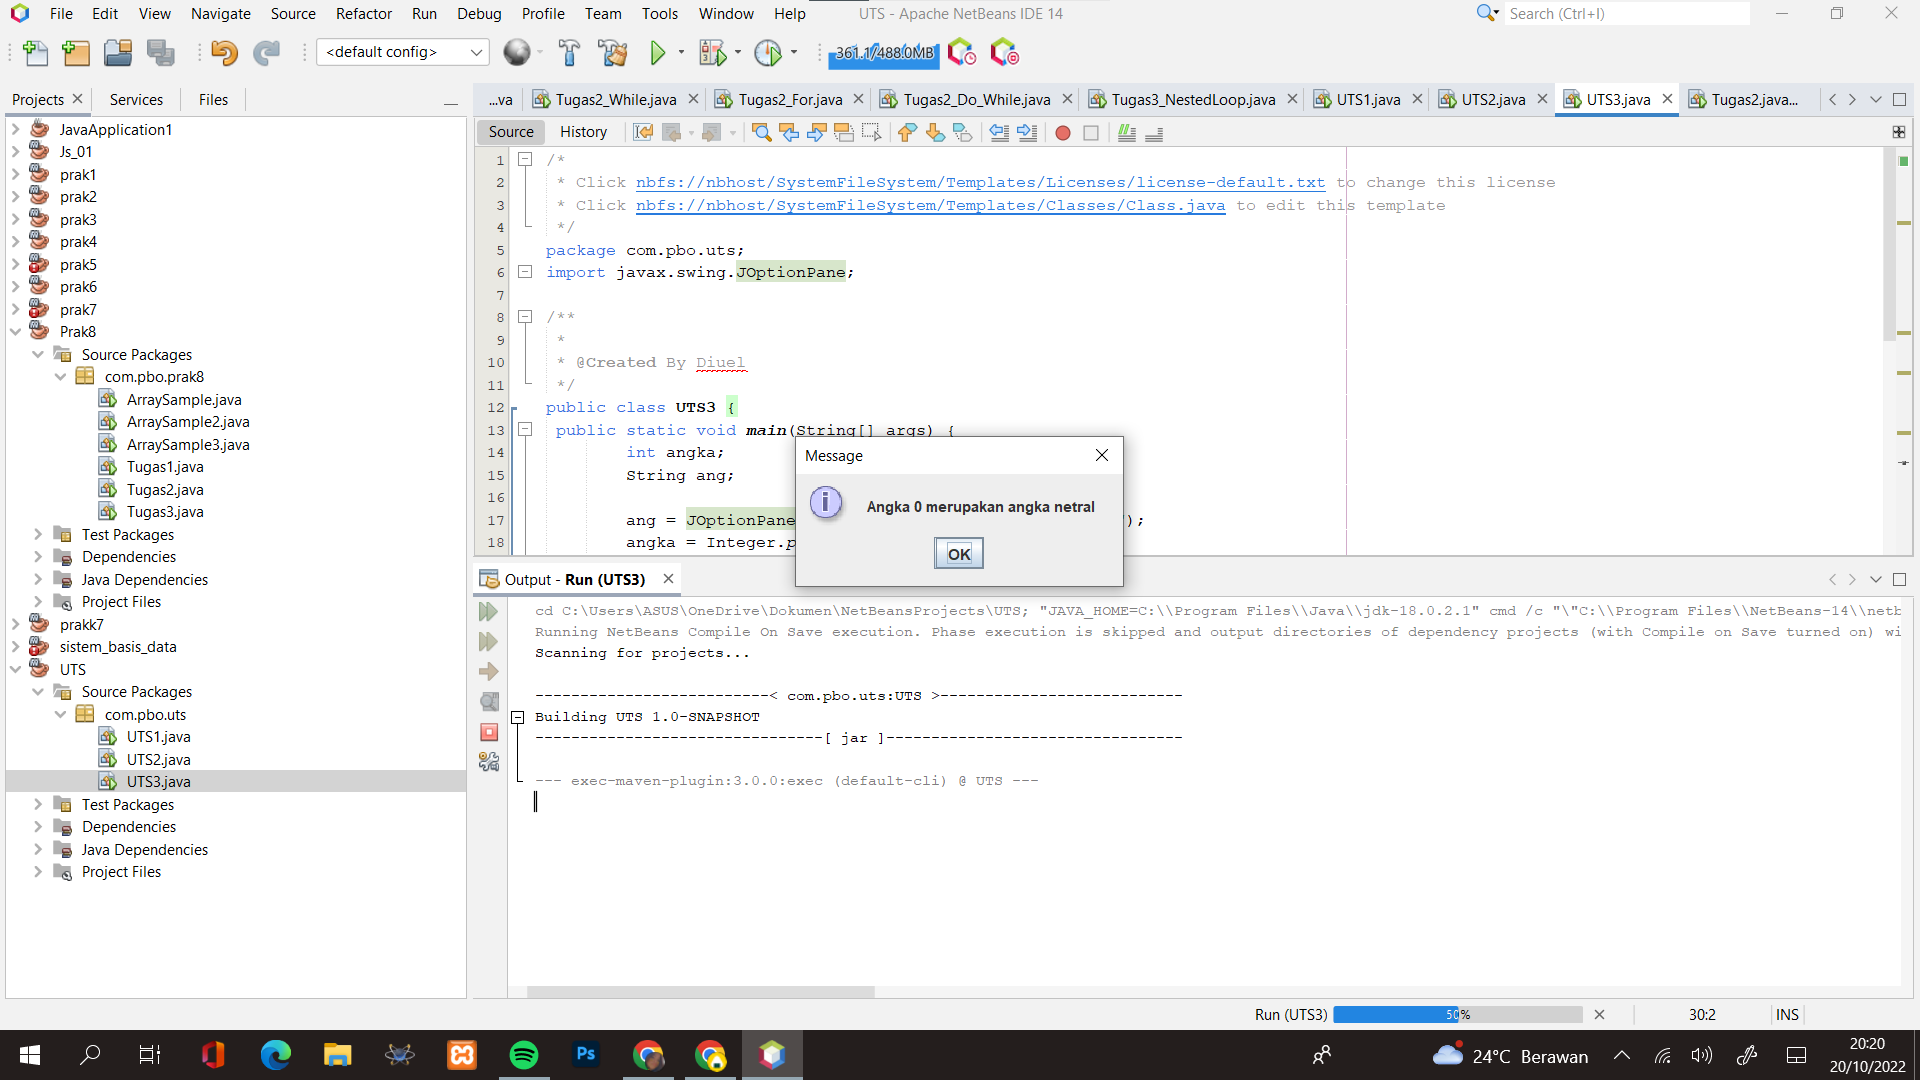 File Edit View Navigate Source Refactor Run Debug Profile Team Tools Window Help UTS - Apache NetBeans IDE 14 Search (Ctrl+I)
<default config> 361.1/488.0MB
Projects Services Files
...va Tugas2_While.java Tugas2_For.java Tugas2_Do_While.java Tugas3_NestedLoop.java UTS1.java UTS2.java UTS3.java Tugas2.java...
Source History
JavaApplication1
Js_01
prak1
prak2
prak3
prak4
prak5
prak6
prak7
Prak8
Source Packages
com.pbo.prak8
ArraySample.java
ArraySample2.java
ArraySample3.java
Tugas1.java
Tugas2.java
Tugas3.java
Test Packages
Dependencies
Java Dependencies
Project Files
prakk7
sistem_basis_data
UTS
Source Packages
com.pbo.uts
UTS1.java
UTS2.java
UTS3.java
Test Packages
Dependencies
Java Dependencies
Project Files
1 /*
2 * Click nbfs://nbhost/SystemFileSystem/Templates/Licenses/license-default.txt to change this license
3 * Click nbfs://nbhost/SystemFileSystem/Templates/Classes/Class.java to edit this template
4 */
5 package com.pbo.uts;
6 import javax.swing.JOptionPane;
7
8 /**
9 *
10 * @Created By Diuel
11 */
12 public class UTS3 {
13 public static void main(String[] args) {
14 int angka;
15 String ang;
16
17 ang = JOptionPane ");
18 angka = Integer.p
Message
Angka 0 merupakan angka netral
OK
Output - Run (UTS3)
cd C:\Users\ASUS\OneDrive\Dokumen\NetBeansProjects\UTS; "JAVA_HOME=C:\\Program Files\\Java\\jdk-18.0.2.1" cmd /c "\"C:\\Program Files\\NetBeans-14\\netb
Running NetBeans Compile On Save execution. Phase execution is skipped and output directories of dependency projects (with Compile on Save turned on) wi
Scanning for projects...
--------------------------< com.pbo.uts:UTS >---------------------------
Building UTS 1.0-SNAPSHOT
--------------------------------[ jar ]---------------------------------
--- exec-maven-plugin:3.0.0:exec (default-cli) @ UTS ---
Run (UTS3) 50% 30:2 INS
Ps
24°C Berawan
20:20
20/10/2022